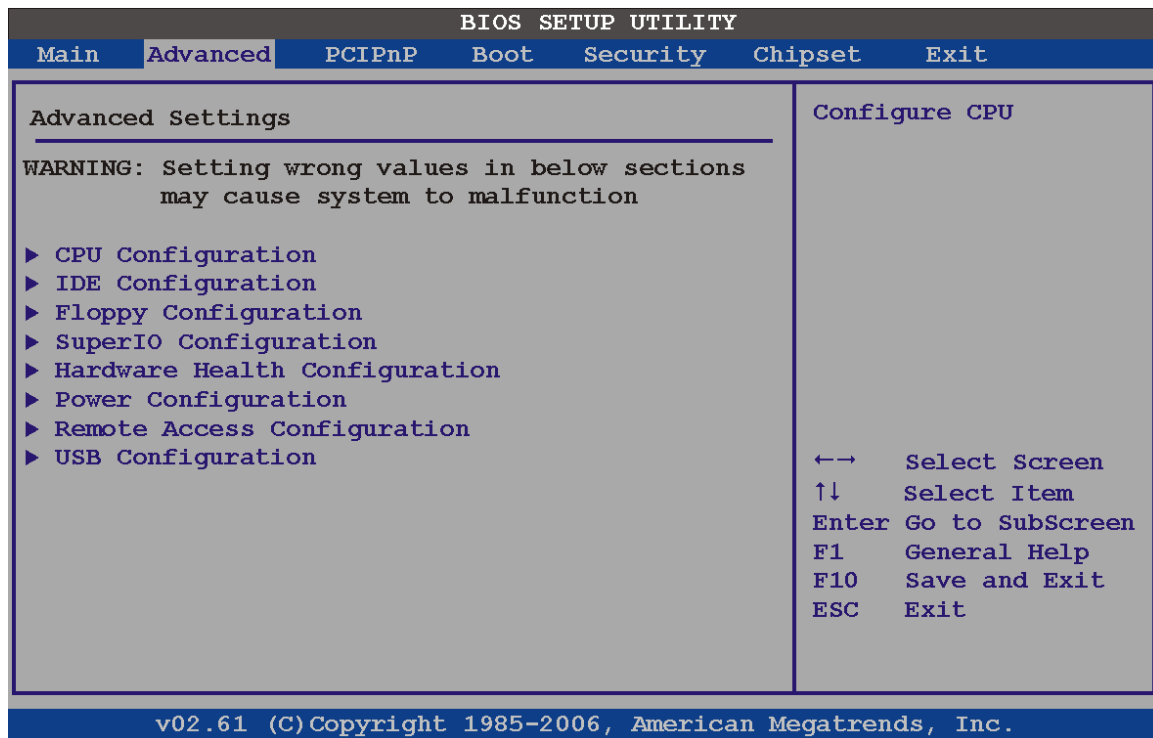 BIOS SETUP UTILITY
Main Advanced PCIPnP Boot Security Chipset Exit
Advanced Settings
WARNING: Setting wrong values in below sections
may cause system to malfunction
▶ CPU Configuration
▶ IDE Configuration
▶ Floppy Configuration
▶ SuperIO Configuration
▶ Hardware Health Configuration
▶ Power Configuration
▶ Remote Access Configuration
▶ USB Configuration
Configure CPU
←→ Select Screen
↑↓ Select Item
Enter Go to SubScreen
F1 General Help
F10 Save and Exit
ESC Exit
v02.61 (C)Copyright 1985-2006, American Megatrends, Inc.